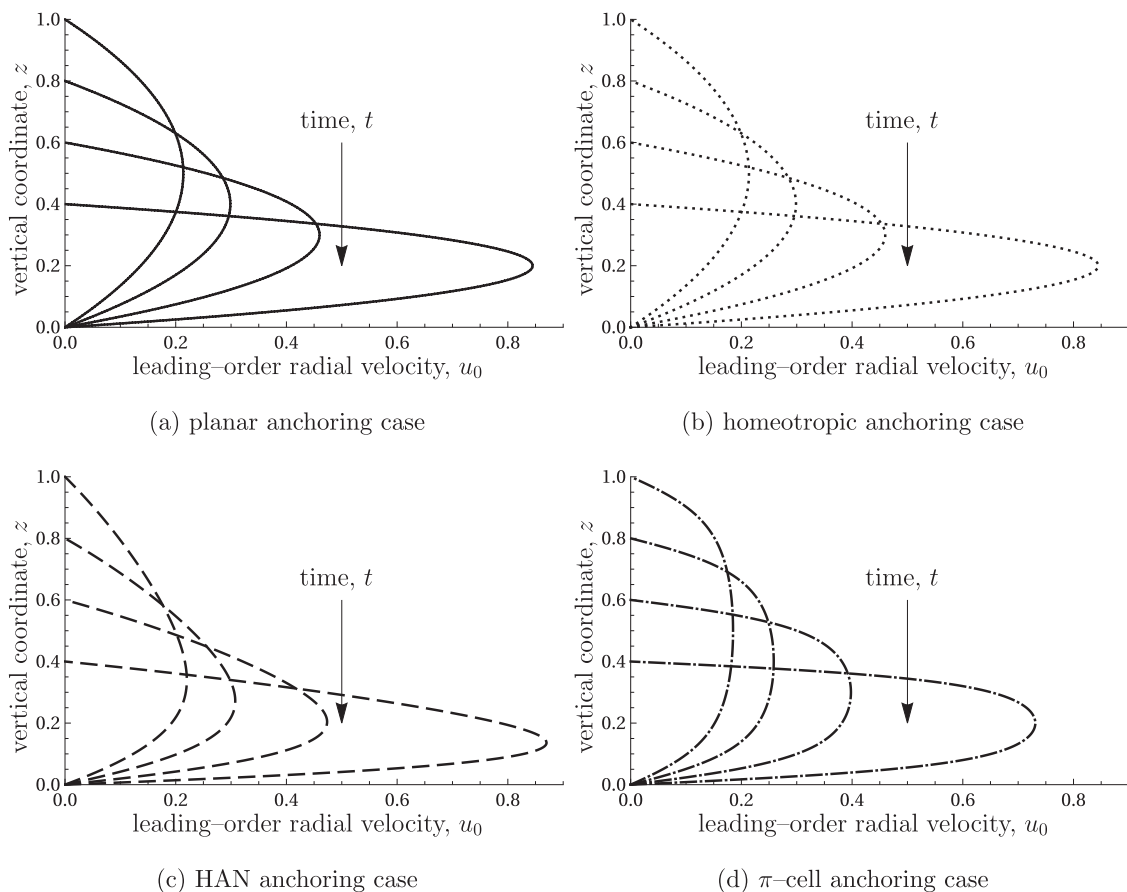 1.0
0.8
0.6
0.4
0.2
0.0
vertical coordinate, z
time, t
0.0 0.2 0.4 0.6 0.8
leading–order radial velocity, u₀
(a) planar anchoring case
1.0
0.8
0.6
0.4
0.2
0.0
vertical coordinate, z
time, t
0.0 0.2 0.4 0.6 0.8
leading–order radial velocity, u₀
(b) homeotropic anchoring case
1.0
0.8
0.6
0.4
0.2
0.0
vertical coordinate, z
time, t
0.0 0.2 0.4 0.6 0.8
leading–order radial velocity, u₀
(c) HAN anchoring case
1.0
0.8
0.6
0.4
0.2
0.0
vertical coordinate, z
time, t
0.0 0.2 0.4 0.6 0.8
leading–order radial velocity, u₀
(d) π–cell anchoring case